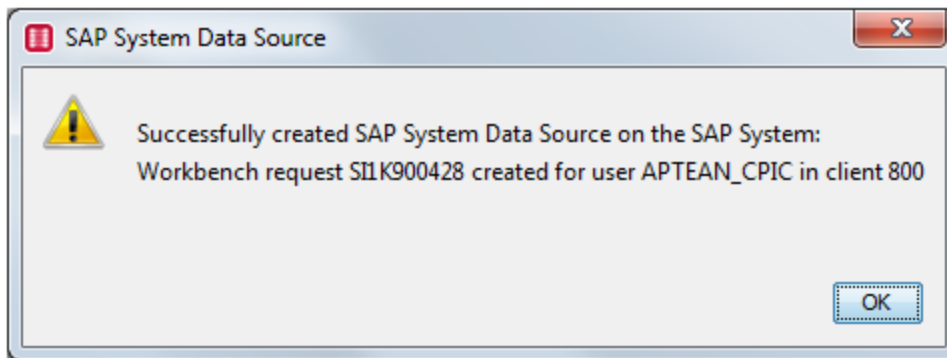 SAP System Data Source
Successfully created SAP System Data Source on the SAP System:
Workbench request SI1K900428 created for user APTEAN_CPIC in client 800
OK